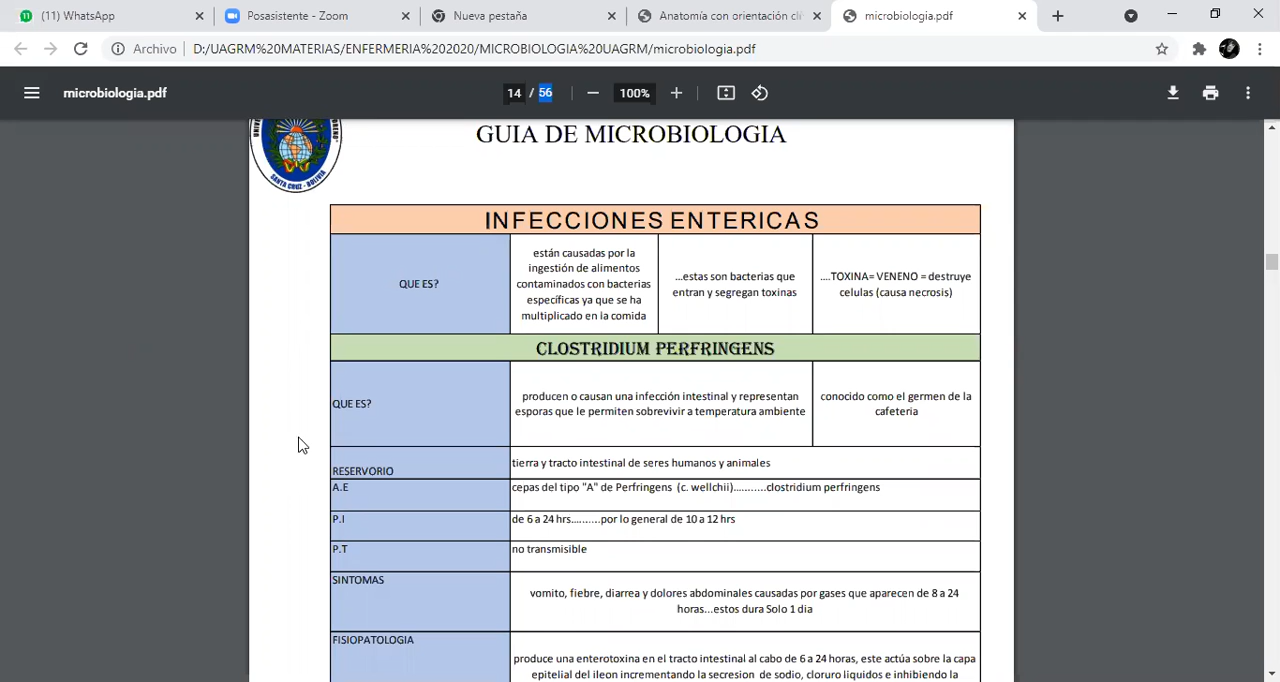 (11) WhatsApp
Posasistente - Zoom
Nueva pestaña
Anatomía con orientación clí
microbiologia.pdf
Archivo
D:/UAGRM%20MATERIAS/ENFERMERIA%202020/MICROBIOLOGIA%20UAGRM/microbiologia.pdf
microbiologia.pdf
14 / 56
100%
GUIA DE MICROBIOLOGIA
SANTA CRUZ - BOLIVIA
INFECCIONES ENTERICAS
QUE ES?
están causadas por la
ingestión de alimentos
contaminados con bacterias
específicas ya que se ha
multiplicado en la comida
...estas son bacterias que
entran y segregan toxinas
....TOXINA= VENENO = destruye
celulas (causa necrosis)
CLOSTRIDIUM PERFRINGENS
QUE ES?
producen o causan una infección intestinal y representan
esporas que le permiten sobrevivir a temperatura ambiente
conocido como el germen de la
cafeteria
RESERVORIO
tierra y tracto intestinal de seres humanos y animales
A.E
cepas del tipo "A" de Perfringens (c. wellchii)..........clostridium perfringens
P.I
de 6 a 24 hrs..........por lo general de 10 a 12 hrs
P.T
no transmisible
SINTOMAS
vomito, fiebre, diarrea y dolores abdominales causadas por gases que aparecen de 8 a 24
horas...estos dura Solo 1 dia
FISIOPATOLOGIA
produce una enterotoxina en el tracto intestinal al cabo de 6 a 24 horas, este actúa sobre la capa
epitelial del ileon incrementando la secresion de sodio, cloruro liquidos e inhibiendo la